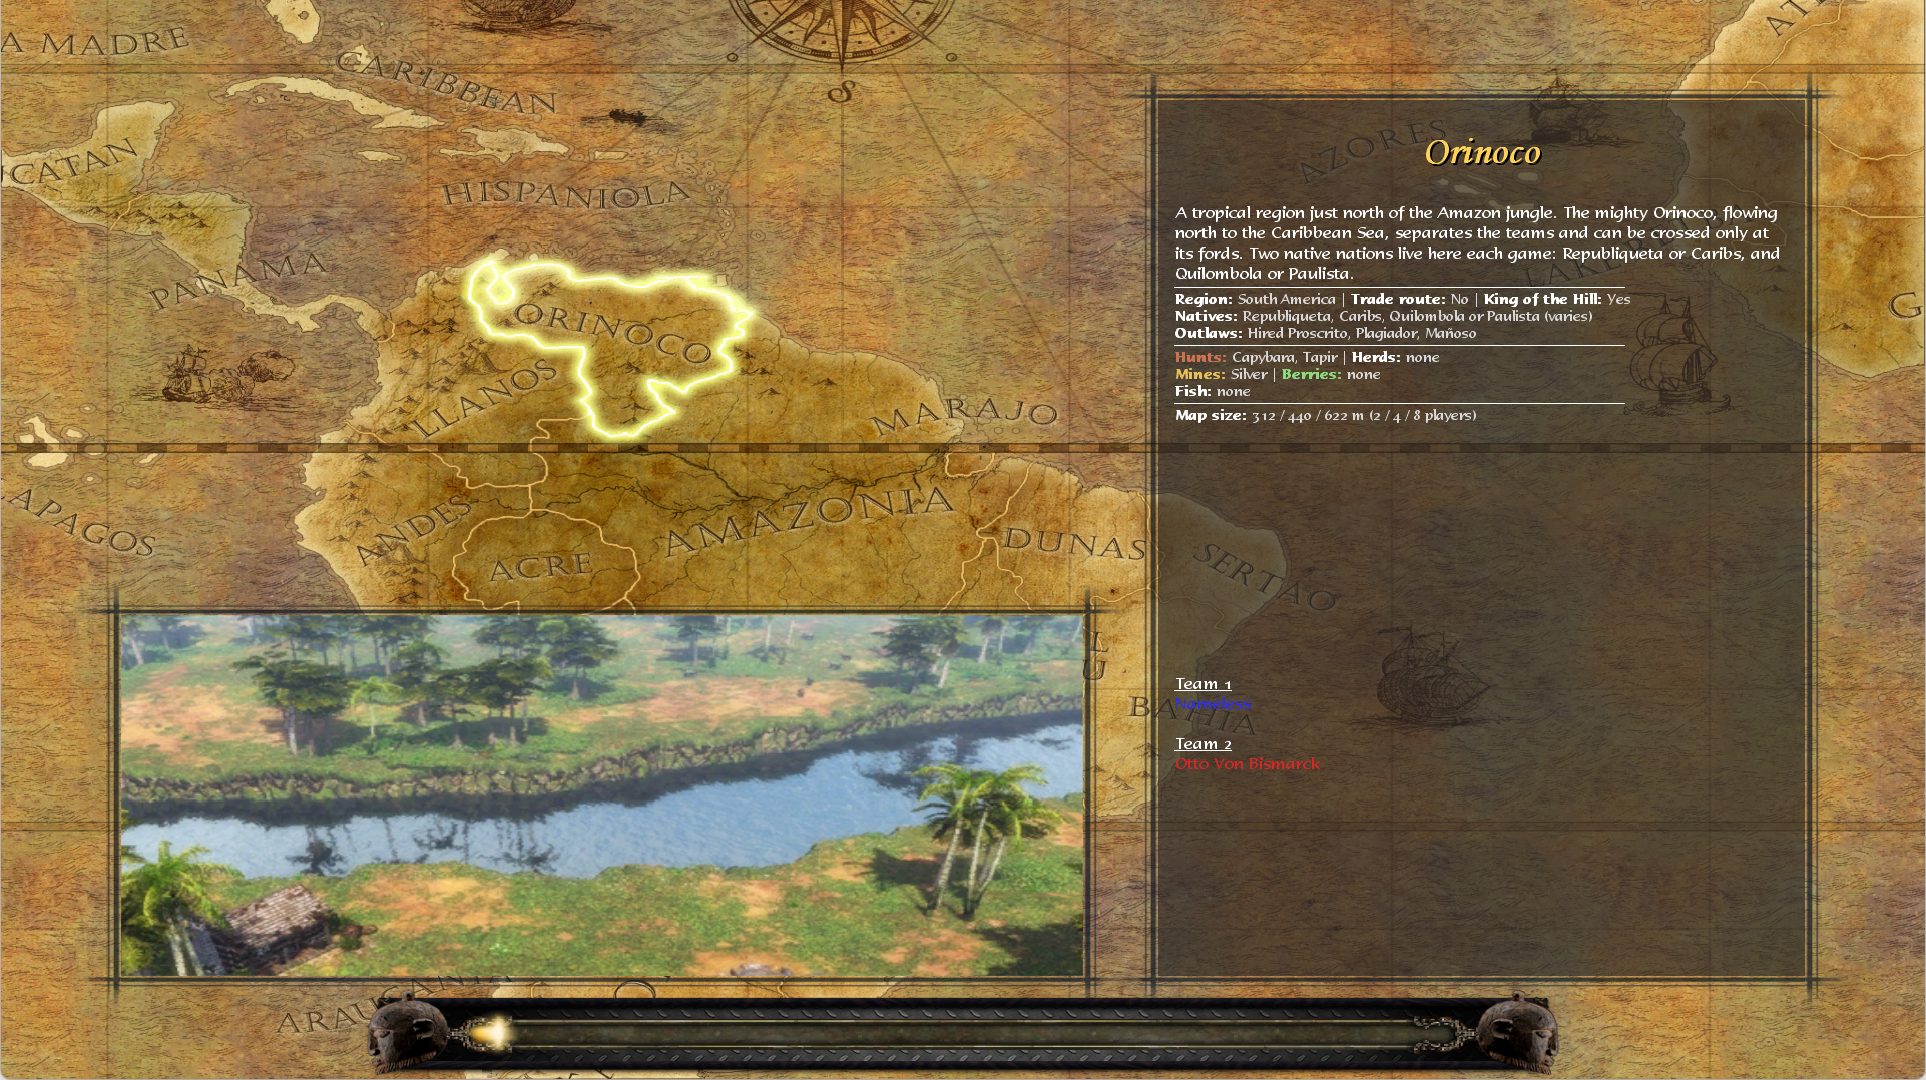 A MADRE
CARIBBEAN
S
UCATAN
HISPANIOLA
PANAMA
ORINOCO
LLANOS
MARAJO
APAGOS
ANDES
AMAZONIA
ACRE
DUNAS
SERTAO
BAHIA
AZORES
Orinoco
A tropical region just north of the Amazon jungle. The mighty Orinoco, flowing
north to the Caribbean Sea, separates the teams and can be crossed only at
its fords. Two native nations live here each game: Republiqueta or Caribs, and
Quilombola or Paulista.
Region: South America | Trade route: No | King of the Hill: Yes
Natives: Republiqueta, Caribs, Quilombola or Paulista (varies)
Outlaws: Hired Proscrito, Plagiador, Mañoso
Hunts: Capybara, Tapir | Herds: none
Mines: Silver | Berries: none
Fish: none
Map size: 312 / 440 / 622 m (2 / 4 / 8 players)
Team 1
Nameless
Team 2
Otto Von Bismarck